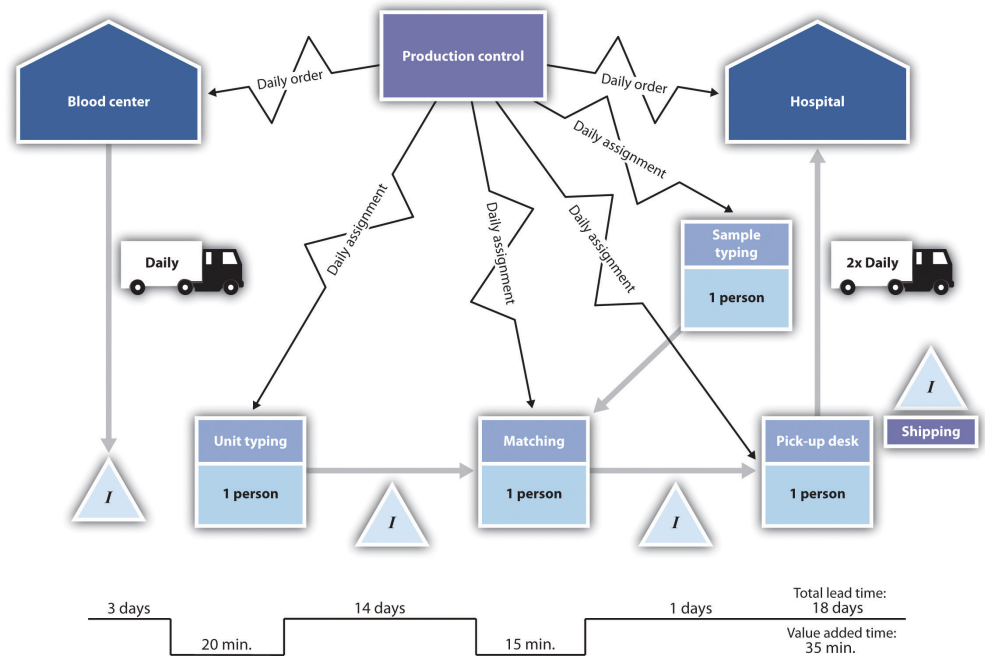 Production control
Blood center
Daily order
Daily order
Hospital
Daily assignment
Daily assignment
Daily assignment
Daily assignment
Sample
typing
1 person
Daily
2x Daily
I
Shipping
Unit typing
1 person
Matching
1 person
Pick-up desk
1 person
I
I
I
3 days
20 min.
14 days
15 min.
1 days
Total lead time:
18 days
Value added time:
35 min.